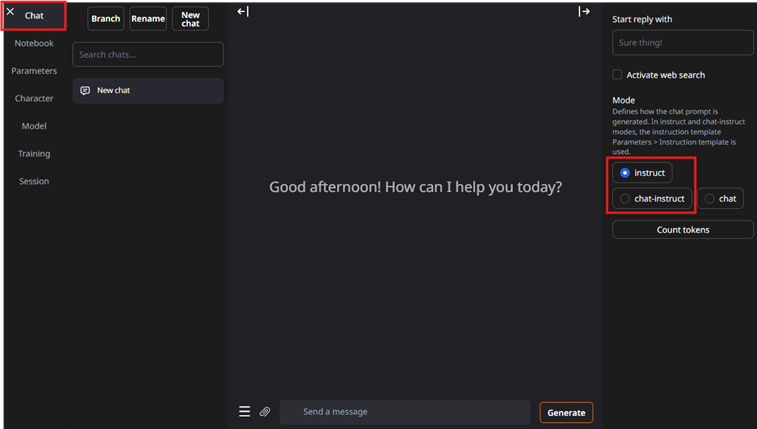 Chat
Notebook
Parameters
Character
Model
Training
Session
Branch
Rename
New
chat
Search chats...
New chat
Good afternoon! How can I help you today?
Send a message
Generate
Start reply with
Sure thing!
Activate web search
Mode
Defines how the chat prompt is
generated. In instruct and chat-instruct
modes, the instruction template
Parameters > Instruction template is
used.
instruct
chat-instruct
chat
Count tokens